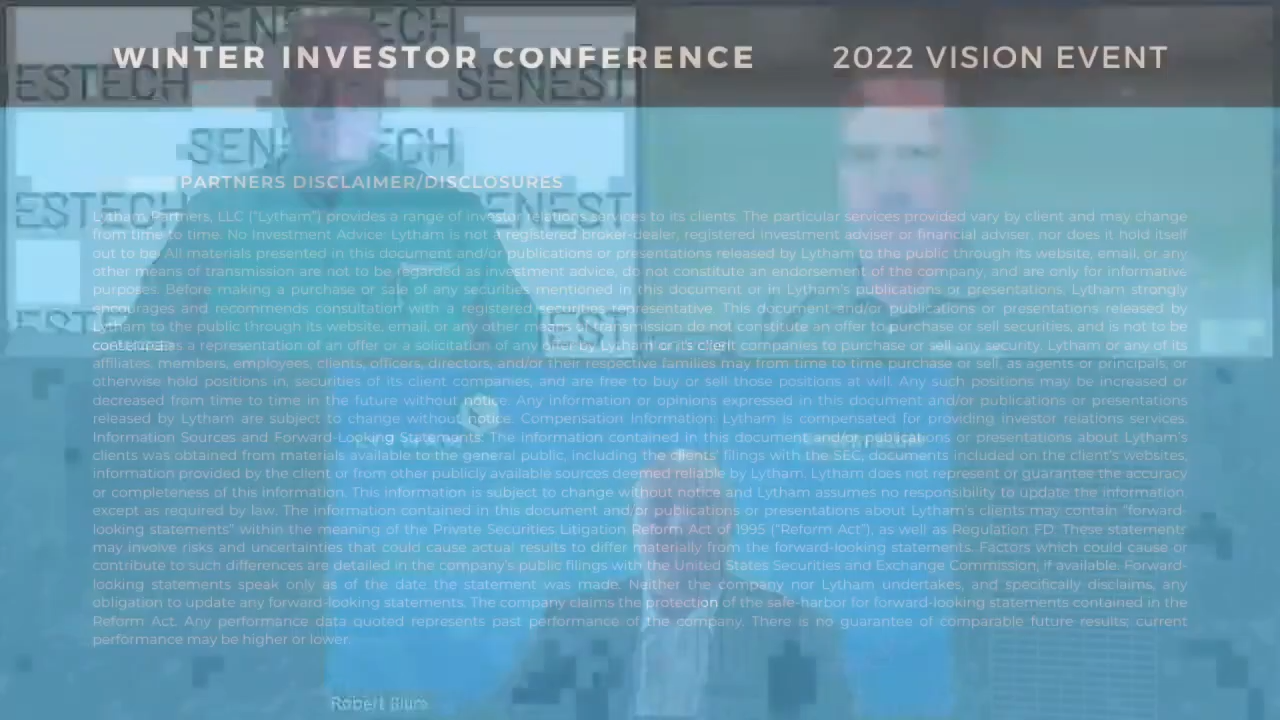 SENESTECH
WINTER INVESTOR CONFERENCE 2022 VISION EVENT
ESTECH SENEST
SENESTECH
PARTNERS DISCLAIMER/DISCLOSURES
ESTECH SENEST
Lytham Partners, LLC ("Lytham") provides a range of investor relations services to its clients. The particular services provided vary by client and may change
from time to time. No Investment Advice: Lytham is not a registered broker-dealer, registered investment adviser or financial adviser, nor does it hold itself
out to be. All materials presented in this document and/or publications or presentations released by Lytham to the public through its website, email, or any
other means of transmission are not to be regarded as investment advice, do not constitute an endorsement of the company, and are only for informative
purposes. Before making a purchase or sale of any securities mentioned in this document or in Lytham's publications or presentations, Lytham strongly
encourages and recommends consultation with a registered securities representative. This document and/or publications or presentations released by
Lytham to the public through its website, email, or any other means of transmission do not constitute an offer to purchase or sell securities, and is not to be
as a representation of an offer or a solicitation of any offer by Lytham or it's client companies to purchase or sell any security. Lytham or any of its
affiliates, members, employees, clients, officers, directors, and/or their respective families may from time to time purchase or sell, as agents or principals, or
otherwise hold positions in, securities of its client companies, and are free to buy or sell those positions at will. Any such positions may be increased or
decreased from time to time in the future without notice. Any information or opinions expressed in this document and/or publications or presentations
released by Lytham are subject to change without notice. Compensation Information: Lytham is compensated for providing investor relations services.
Information Sources and Forward-Looking Statements: The information contained in this document and/or publications or presentations about Lytham's
clients was obtained from materials available to the general public, including the clients' filings with the SEC, documents included on the client's websites,
information provided by the client or from other publicly available sources deemed reliable by Lytham. Lytham does not represent or guarantee the accuracy
or completeness of this information. This information is subject to change without notice and Lytham assumes no responsibility to update the information,
except as required by law. The information contained in this document and/or publications or presentations about Lytham's clients may contain "forward-
looking statements" within the meaning of the Private Securities Litigation Reform Act of 1995 ("Reform Act"), as well as Regulation FD. These statements
may involve risks and uncertainties that could cause actual results to differ materially from the forward-looking statements. Factors which could cause or
contribute to such differences are detailed in the company's public filings with the United States Securities and Exchange Commission, if available. Forward-
looking statements speak only as of the date the statement was made. Neither the company nor Lytham undertakes, and specifically disclaims, any
obligation to update any forward-looking statements. The company claims the protection of the safe-harbor for forward-looking statements contained in the
Reform Act. Any performance data quoted represents past performance of the company. There is no guarantee of comparable future results; current
performance may be higher or lower.
Robert Blum